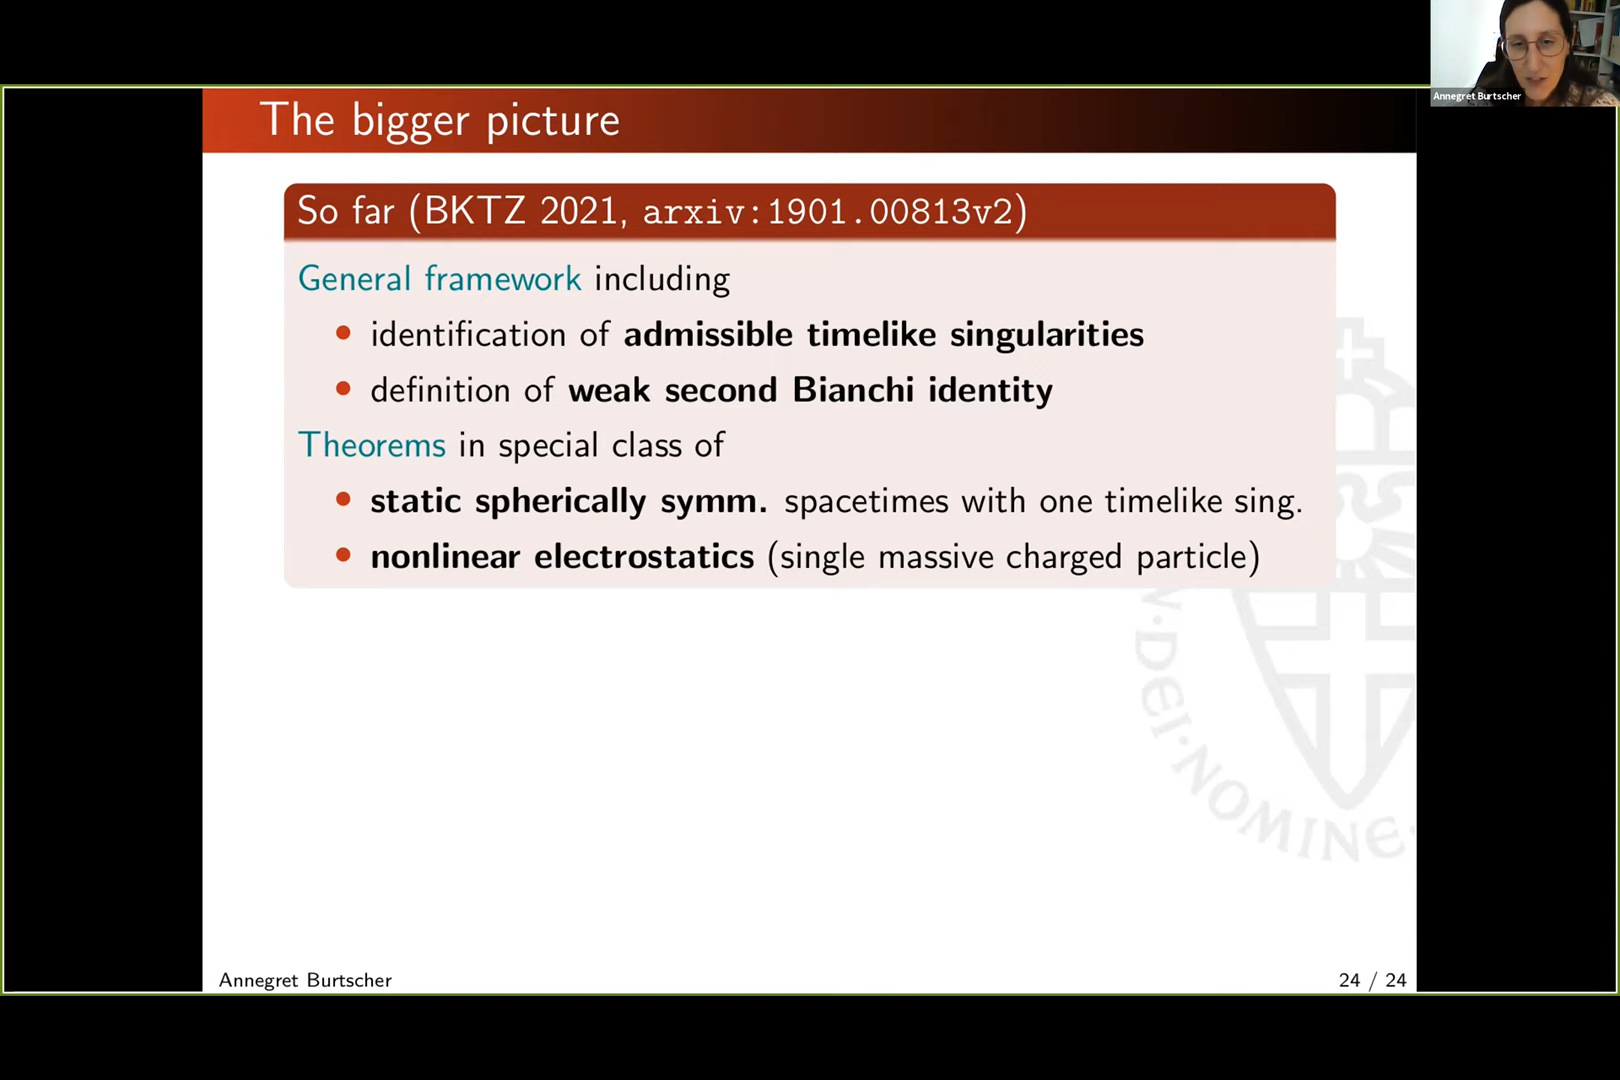 Annegret Burtscher
The bigger picture
So far (BKTZ 2021, arxiv:1901.00813v2)
General framework including
• identification of admissible timelike singularities
• definition of weak second Bianchi identity
Theorems in special class of
• static spherically symm. spacetimes with one timelike sing.
• nonlinear electrostatics (single massive charged particle)
·DEI·NOMINE·
Annegret Burtscher
24 / 24